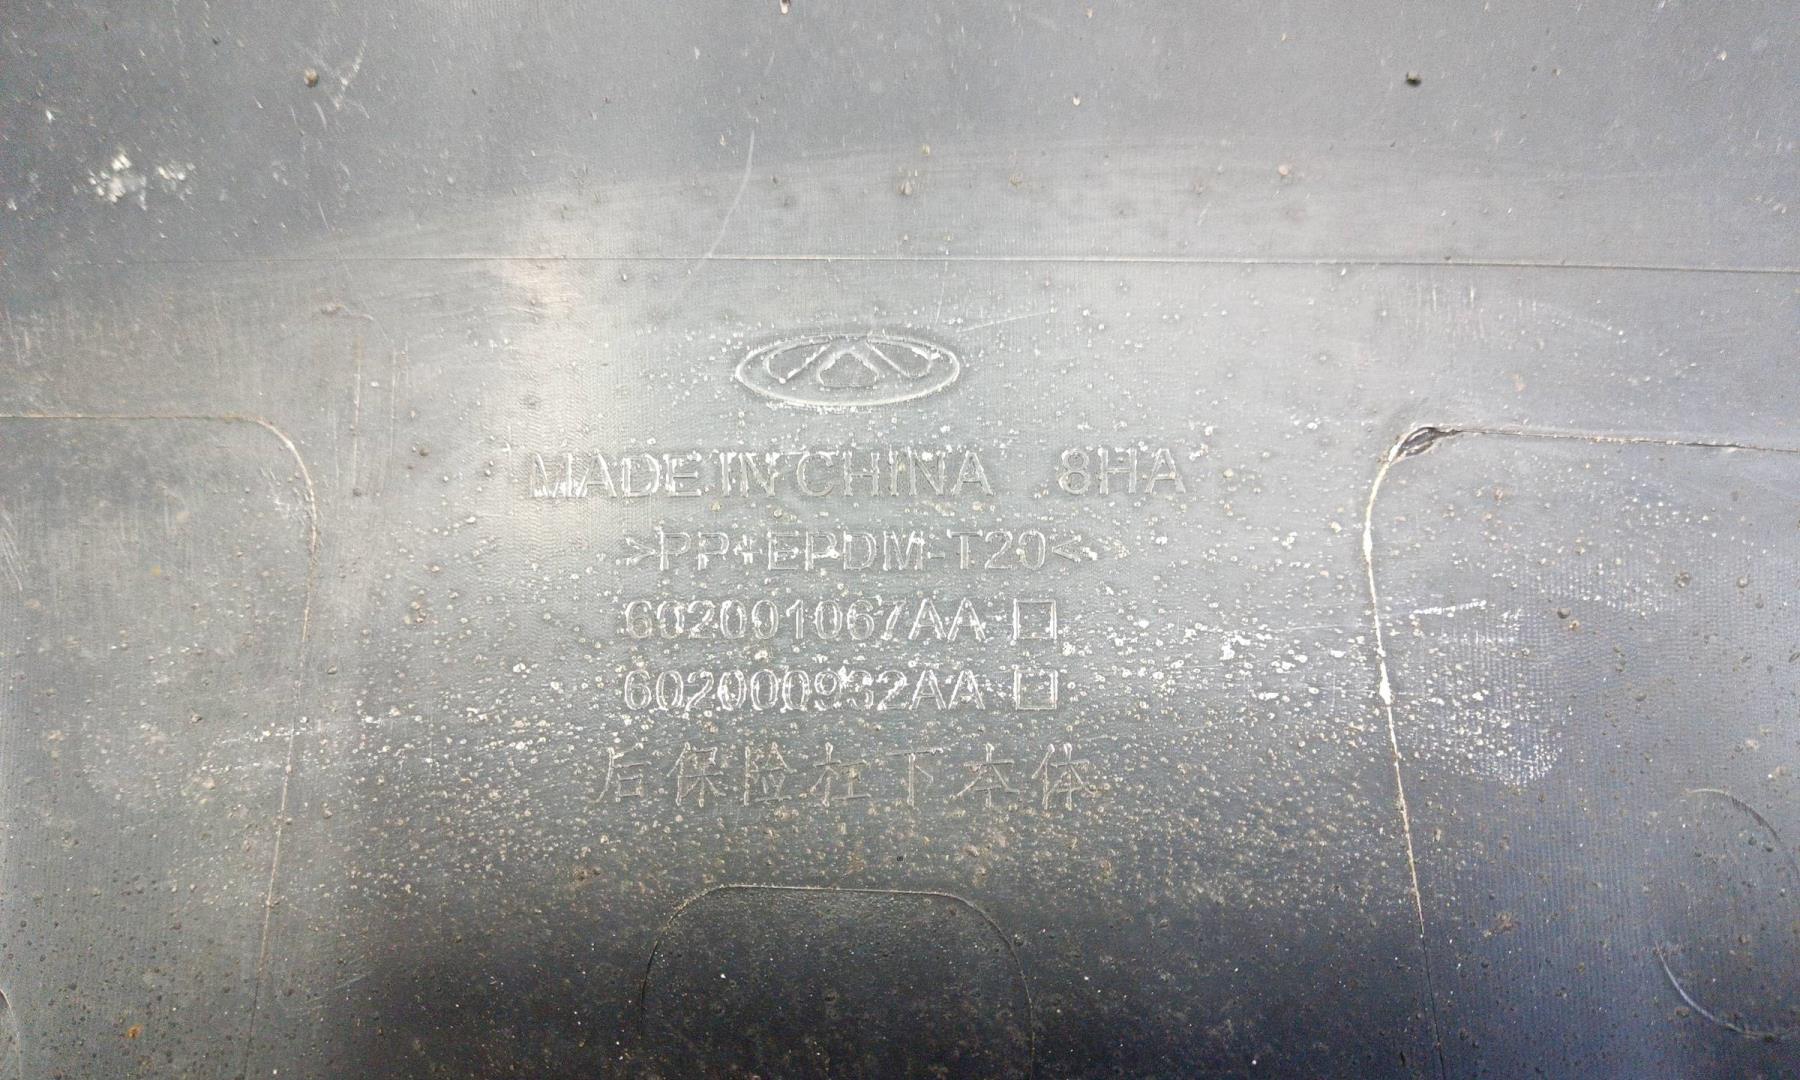 MADE IN CHINA 8HA
>PP+EPDM-T20<
602001067AA □
602000932AA □
后保险杠下本体